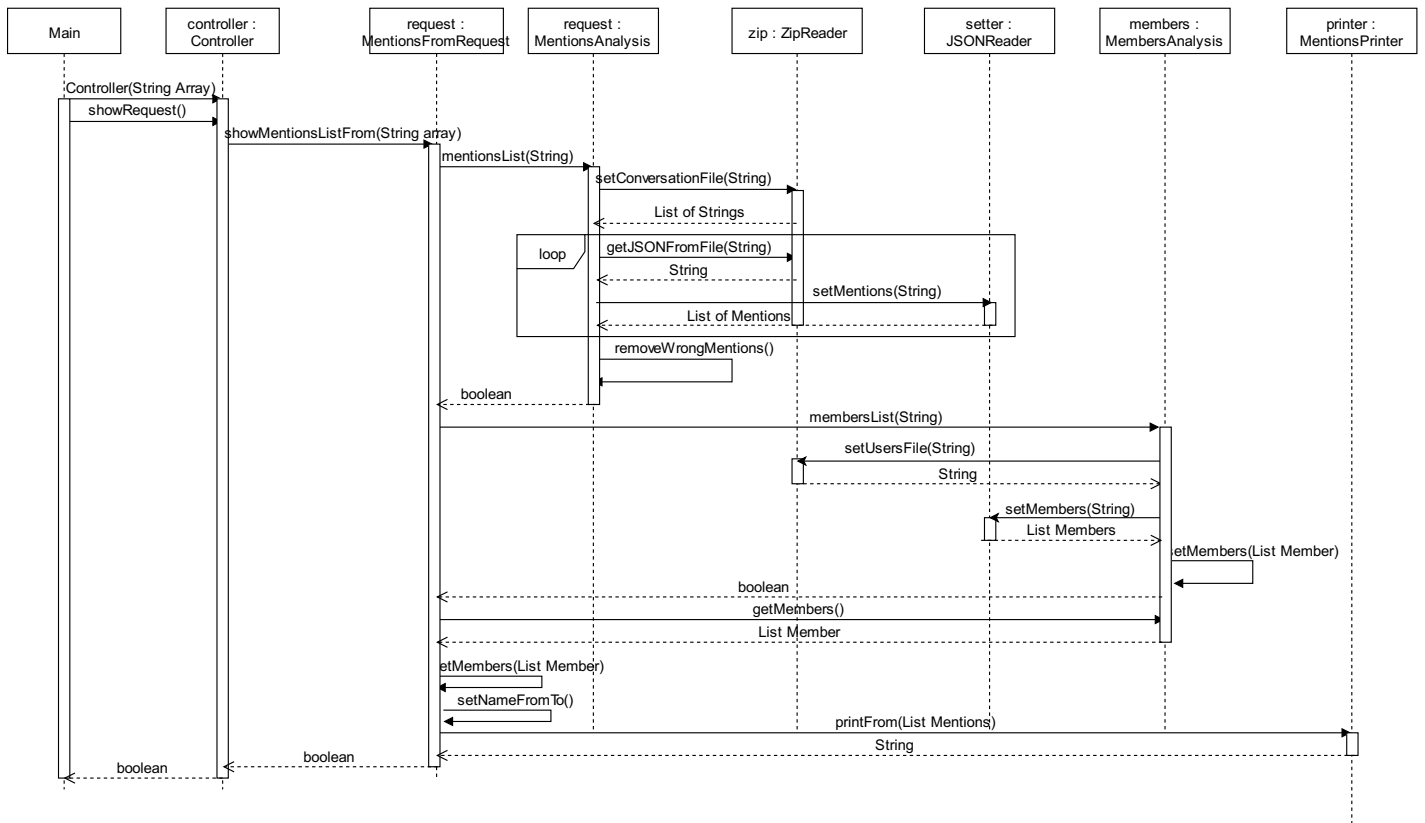 Main
controller :
Controller
request :
MentionsFromRequest
request :
MentionsAnalysis
zip : ZipReader
setter :
JSONReader
members :
MembersAnalysis
printer :
MentionsPrinter
Controller(String Array)
showRequest()
showMentionsListFrom(String array)
mentionsList(String)
setConversationFile(String)
List of Strings
loop
getJSONFromFile(String)
String
setMentions(String)
List of Mentions
removeWrongMentions()
boolean
membersList(String)
setUsersFile(String)
String
setMembers(String)
List Members
etMembers(List Member)
boolean
getMembers()
List Member
etMembers(List Member)
setNameFromTo()
printFrom(List Mentions)
String
boolean
boolean